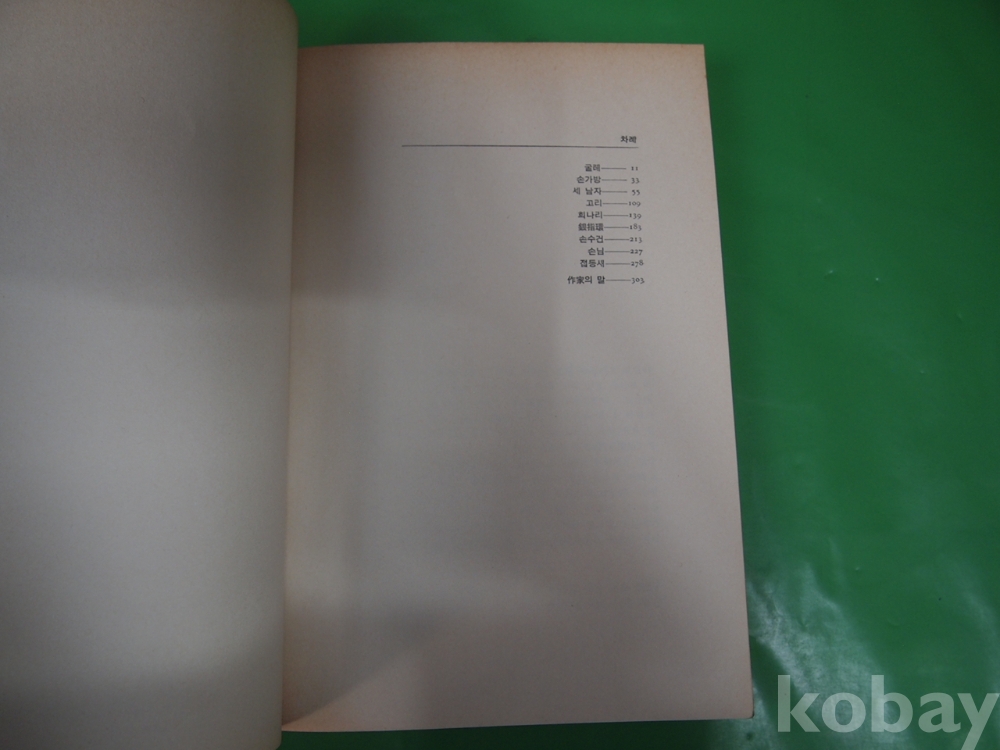 차례
굴레 11
손가방 33
세 남자 55
고리 109
회나리 139
銀指環 183
손수건 213
손님 227
접동새 278
作家의 말 303
kobay